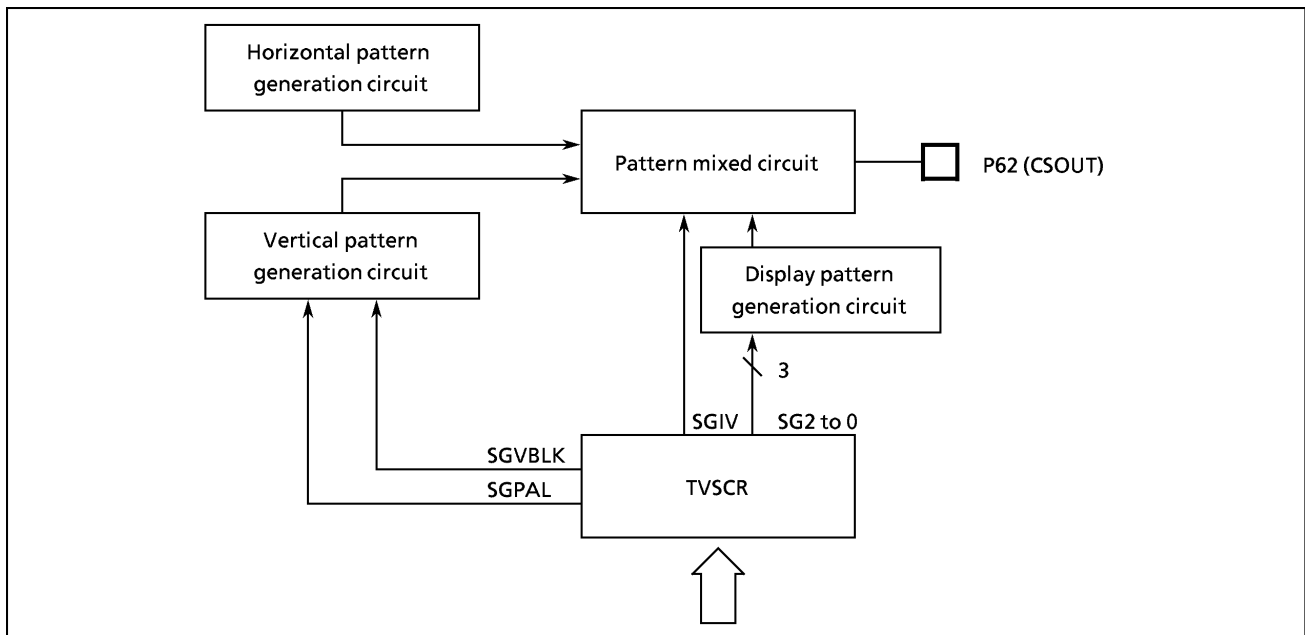 Horizontal pattern
generation circuit
Pattern mixed circuit
P62 (CSOUT)
Vertical pattern
generation circuit
Display pattern
generation circuit
3
SGIV
SG2 to 0
SGVBLK
SGPAL
TVSCR